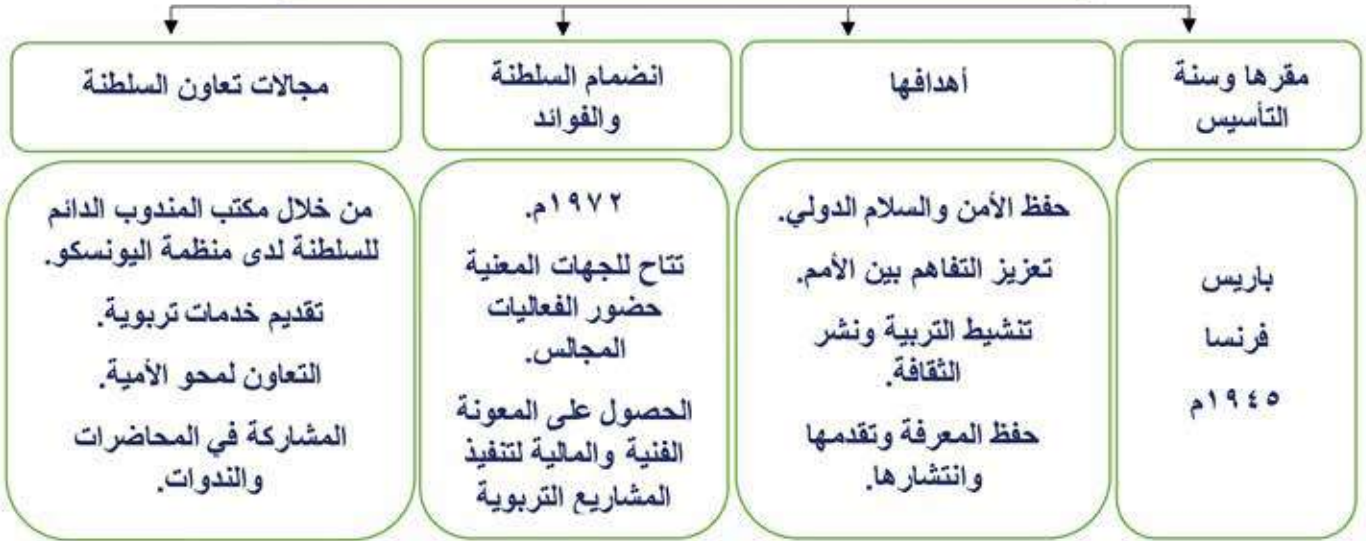 مقرها وسنة
التأسيس
باريس
فرنسا
١٩٤٥م
أهدافها
حفظ الأمن والسلام الدولي.
تعزيز التفاهم بين الأمم.
تنشيط التربية ونشر
الثقافة.
حفظ المعرفة وتقدمها
وانتشارها.
انضمام السلطنة
والفوائد
١٩٧٢م.
تتاح للجهات المعنية
حضور الفعاليات
المجالس.
الحصول على المعونة
الفنية والمالية لتنفيذ
المشاريع التربوية
مجالات تعاون السلطنة
من خلال مكتب المندوب الدائم
للسلطنة لدى منظمة اليونسكو.
تقديم خدمات تربوية.
التعاون لمحو الأمية.
المشاركة في المحاضرات
والندوات.